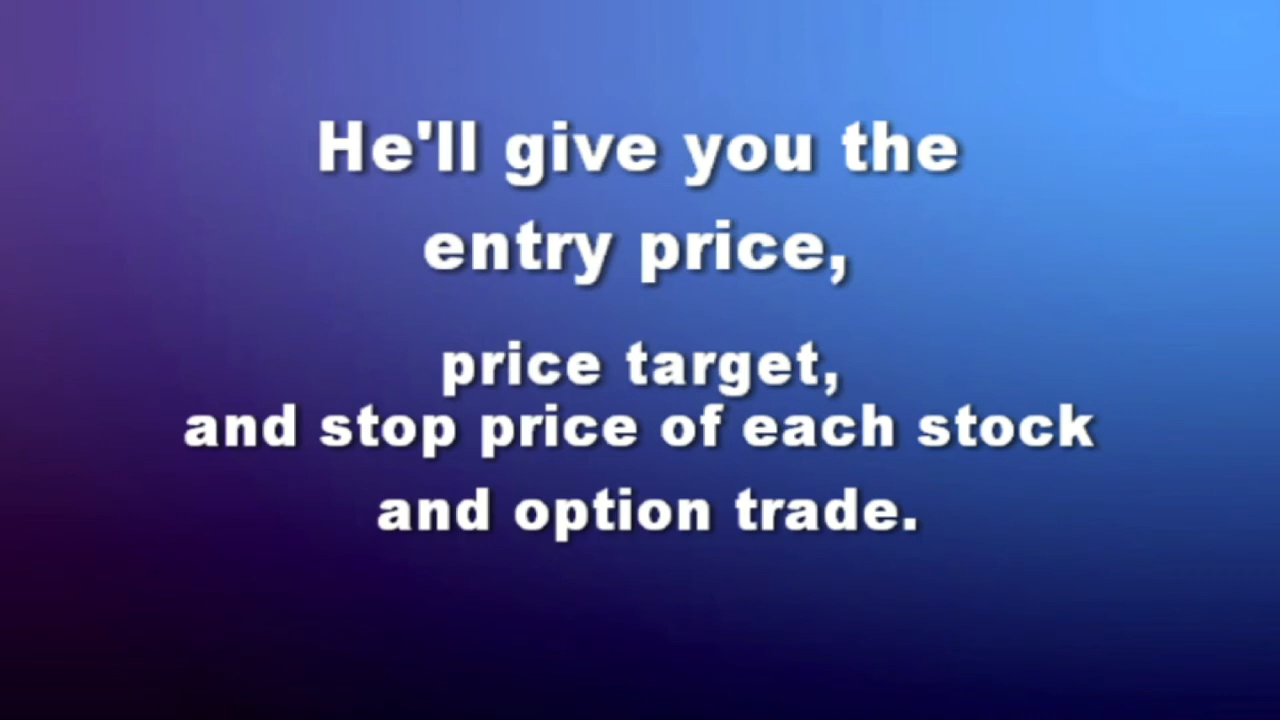 He'll give you the
entry price,
price target,
and stop price of each stock
and option trade.